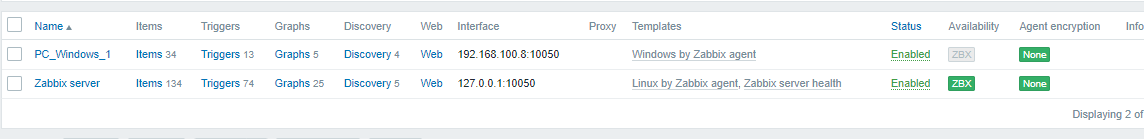 Name ▲ Items Triggers Graphs Discovery Web Interface Proxy Templates Status Availability Agent encryption Info
PC_Windows_1 Items 34 Triggers 13 Graphs 5 Discovery 4 Web 192.168.100.8:10050 Windows by Zabbix agent Enabled ZBX None
Zabbix server Items 134 Triggers 74 Graphs 25 Discovery 5 Web 127.0.0.1:10050 Linux by Zabbix agent, Zabbix server health Enabled ZBX None
Displaying 2 of